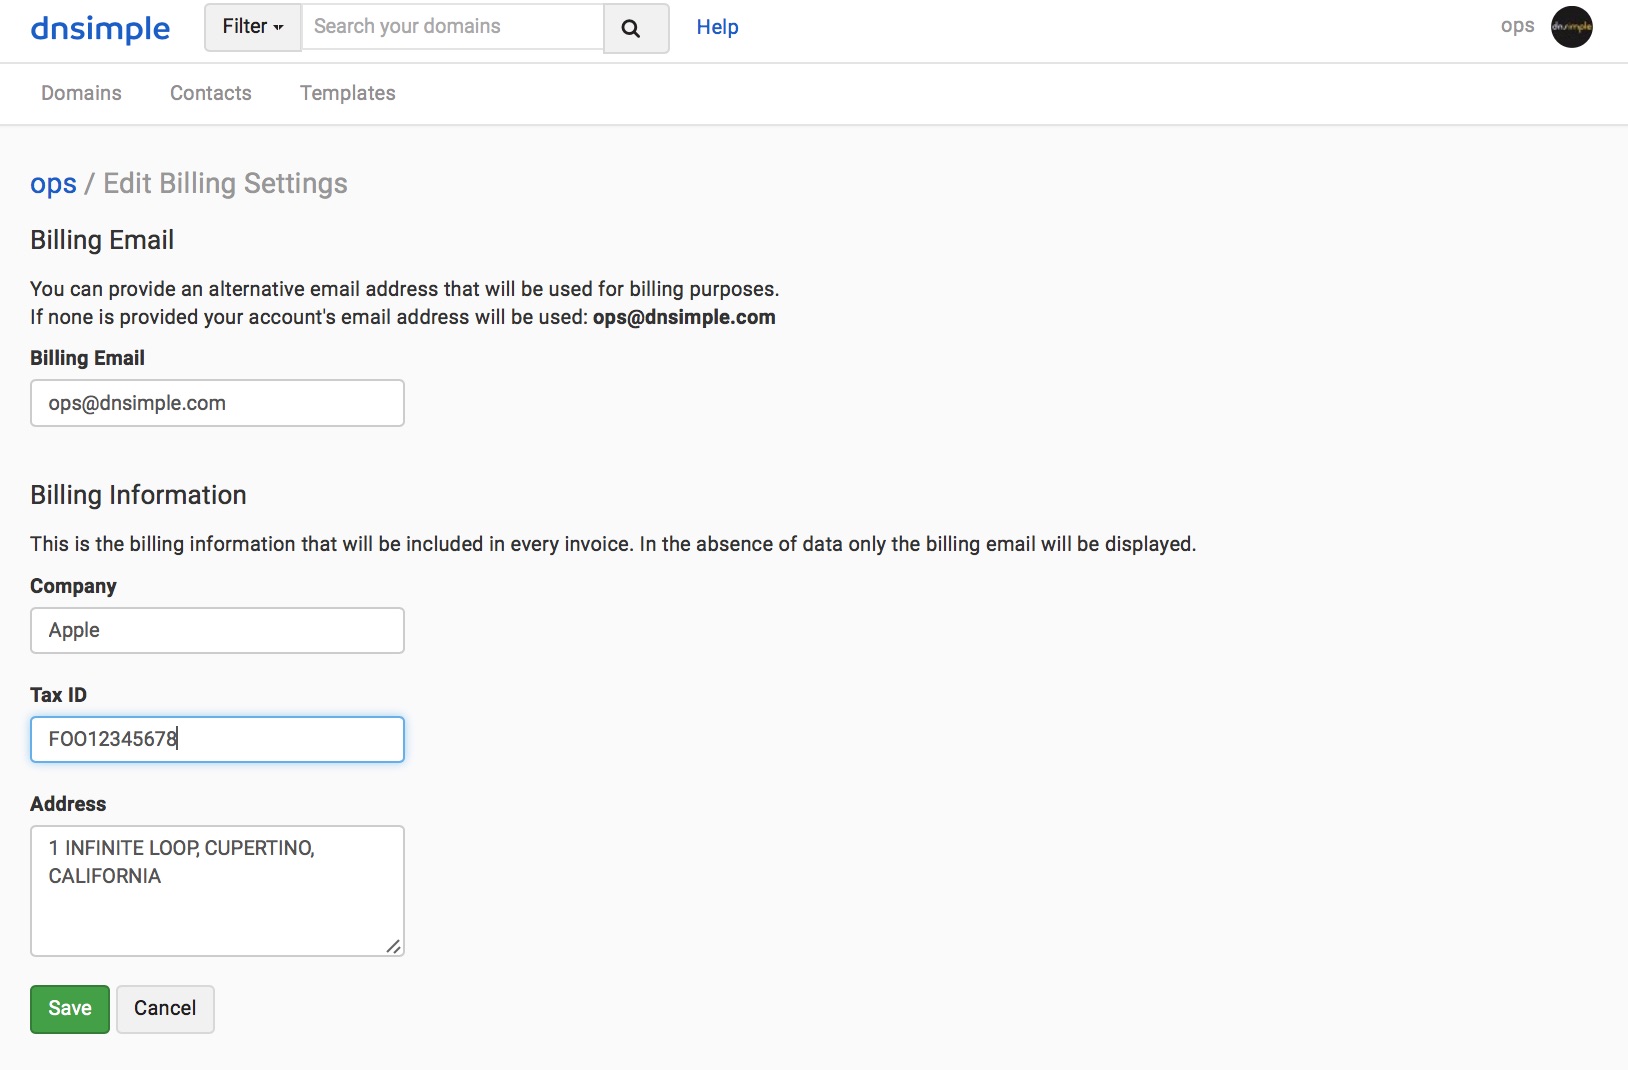 dnsimple
Filter
Search your domains
Help
ops
dnsimple
Domains
Contacts
Templates
ops / Edit Billing Settings
Billing Email
You can provide an alternative email address that will be used for billing purposes.
If none is provided your account's email address will be used: ops@dnsimple.com
Billing Email
ops@dnsimple.com
Billing Information
This is the billing information that will be included in every invoice. In the absence of data only the billing email will be displayed.
Company
Apple
Tax ID
FOO12345678
Address
1 INFINITE LOOP, CUPERTINO,
CALIFORNIA
Save
Cancel